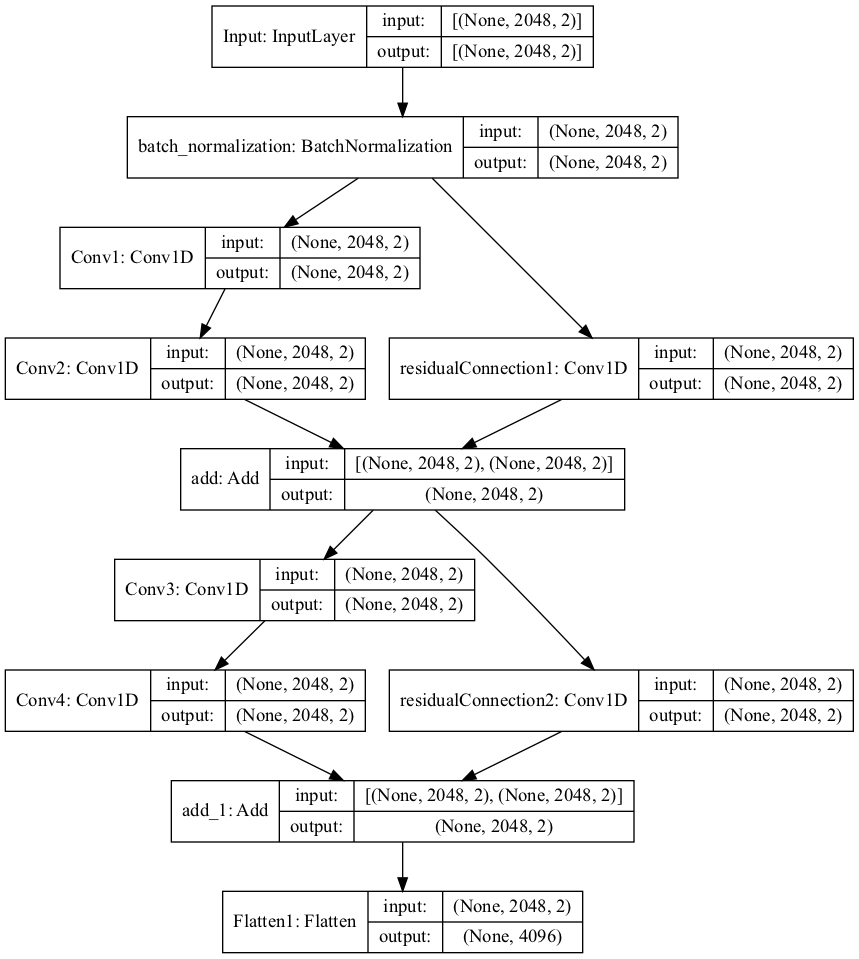 Input: InputLayer
input:
[(None, 2048, 2)]
output:
[(None, 2048, 2)]
batch_normalization: BatchNormalization
input:
(None, 2048, 2)
output:
(None, 2048, 2)
Conv1: Conv1D
input:
(None, 2048, 2)
output:
(None, 2048, 2)
Conv2: Conv1D
input:
(None, 2048, 2)
output:
(None, 2048, 2)
residualConnection1: Conv1D
input:
(None, 2048, 2)
output:
(None, 2048, 2)
add: Add
input:
[(None, 2048, 2), (None, 2048, 2)]
output:
(None, 2048, 2)
Conv3: Conv1D
input:
(None, 2048, 2)
output:
(None, 2048, 2)
Conv4: Conv1D
input:
(None, 2048, 2)
output:
(None, 2048, 2)
residualConnection2: Conv1D
input:
(None, 2048, 2)
output:
(None, 2048, 2)
add_1: Add
input:
[(None, 2048, 2), (None, 2048, 2)]
output:
(None, 2048, 2)
Flatten1: Flatten
input:
(None, 2048, 2)
output:
(None, 4096)